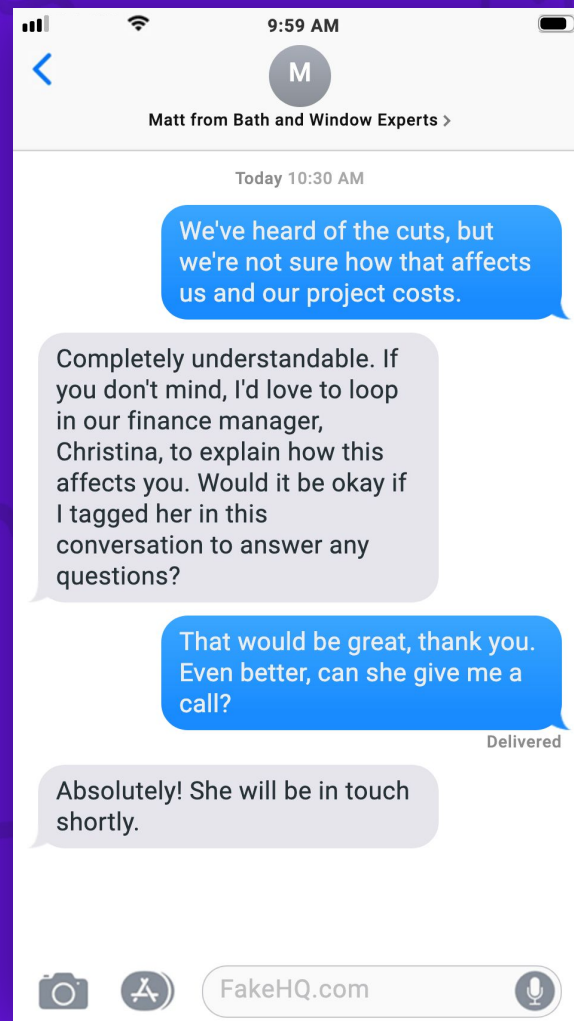 9:59 AM
M
Matt from Bath and Window Experts
Today 10:30 AM
We've heard of the cuts, but
we're not sure how that affects
us and our project costs.
Completely understandable. If
you don't mind, I'd love to loop
in our finance manager,
Christina, to explain how this
affects you. Would it be okay if
I tagged her in this
conversation to answer any
questions?
That would be great, thank you.
Even better, can she give me a
call?
Delivered
Absolutely! She will be in touch
shortly.
FakeHQ.com